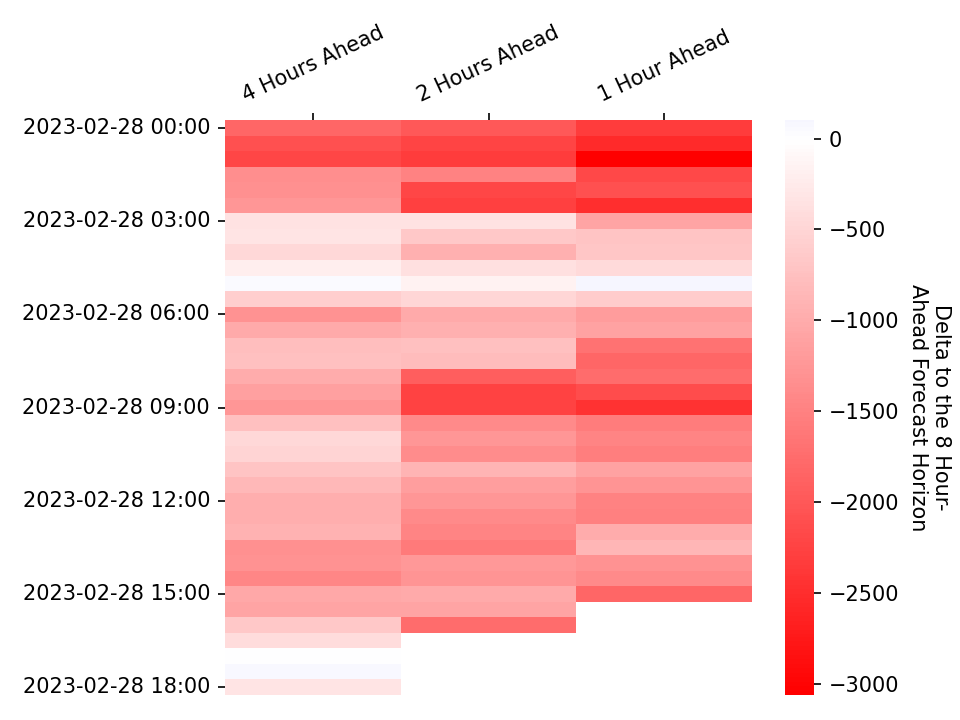 4 Hours Ahead
2 Hours Ahead
1 Hour Ahead
2023-02-28 00:00
2023-02-28 03:00
2023-02-28 06:00
2023-02-28 09:00
2023-02-28 12:00
2023-02-28 15:00
2023-02-28 18:00
0
−500
−1000
−1500
−2000
−2500
−3000
Delta to the 8 Hour-
Ahead Forecast Horizon